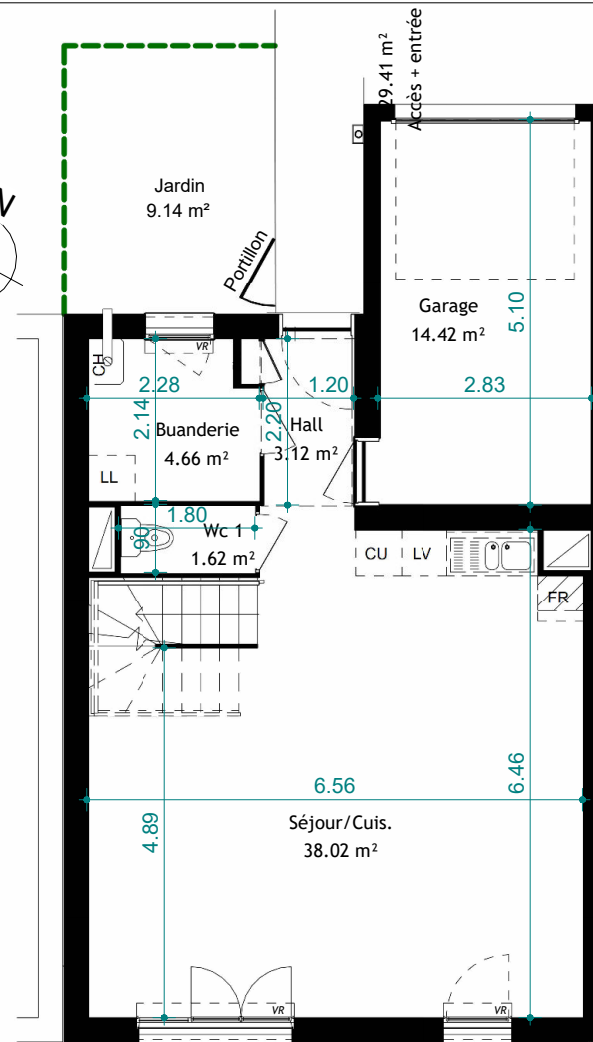 29.41 m²
Accès + entrée
Jardin
9.14 m²
Portillon
Garage
14.42 m²
5.10
2.83
CH
VR
2.28
1.20
2.14
2.20
Buanderie
4.66 m²
Hall
3.12 m²
LL
1.80
90
Wc 1
1.62 m²
CU
LV
FR
6.56
6.46
4.89
Séjour/Cuis.
38.02 m²
VR
VR